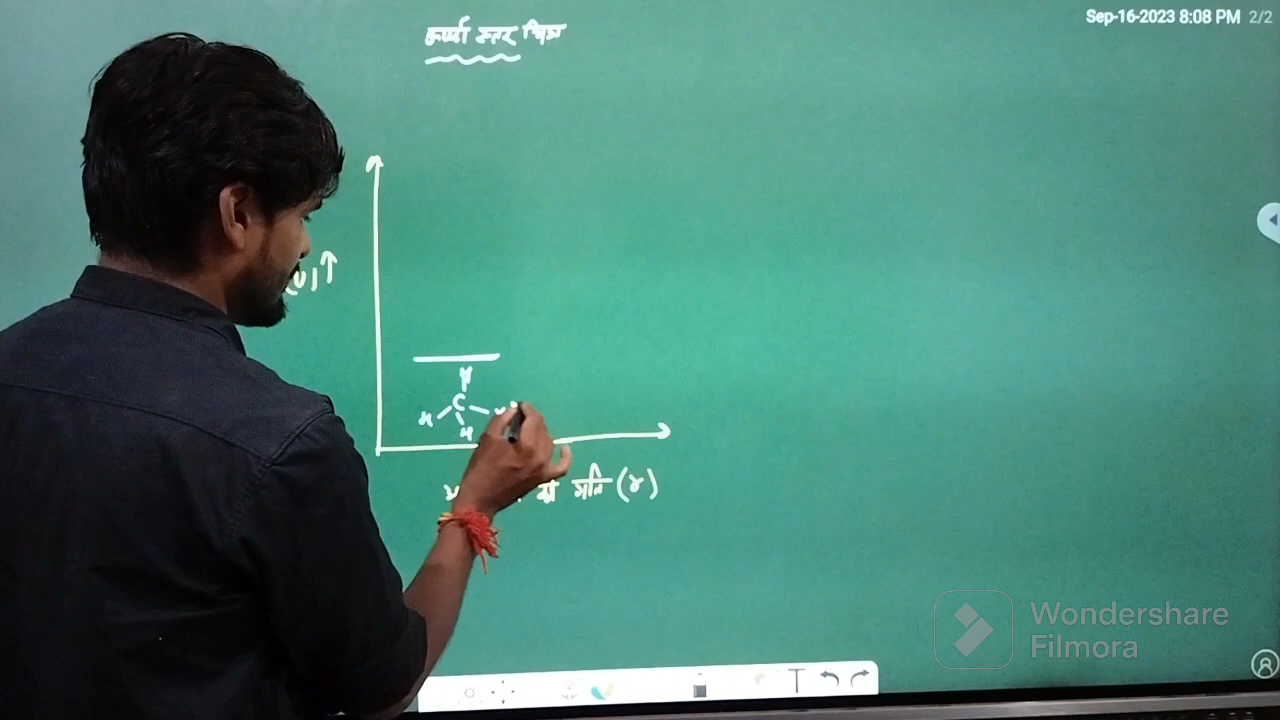 Sep-16-2023 8:08 PM 2/2
ऊर्जा स्तर चित्र
(U) ↑
H
C
H
H
की गति (r)
Wondershare
Filmora
T